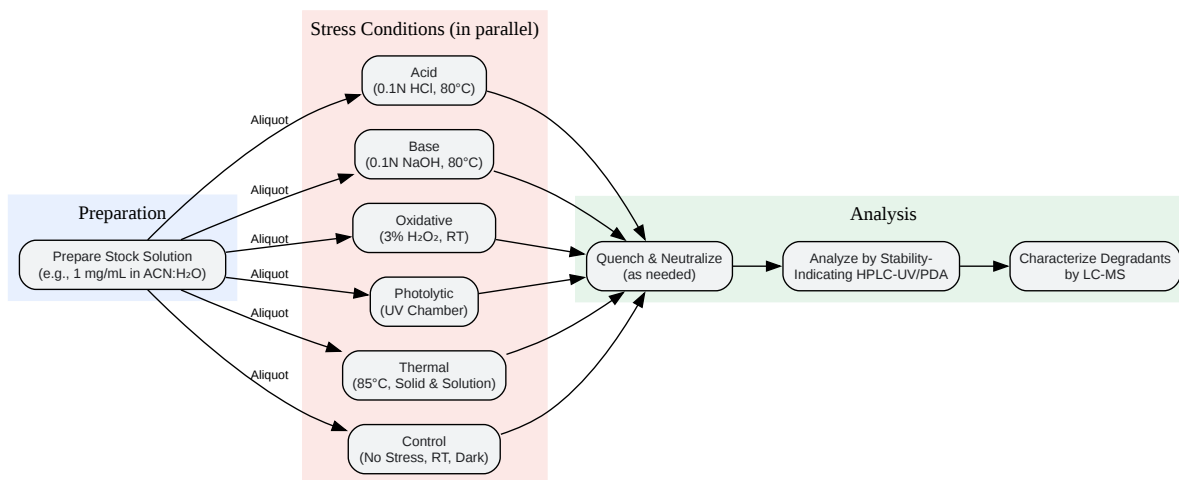 Preparation
Prepare Stock Solution
(e.g., 1 mg/mL in ACN:H₂O)
Aliquot
Aliquot
Aliquot
Aliquot
Aliquot
Aliquot
Stress Conditions (in parallel)
Acid
(0.1N HCl, 80°C)
Base
(0.1N NaOH, 80°C)
Oxidative
(3% H₂O₂, RT)
Photolytic
(UV Chamber)
Thermal
(85°C, Solid & Solution)
Control
(No Stress, RT, Dark)
Analysis
Quench & Neutralize
(as needed)
Analyze by Stability-
Indicating HPLC-UV/PDA
Characterize Degradants
by LC-MS